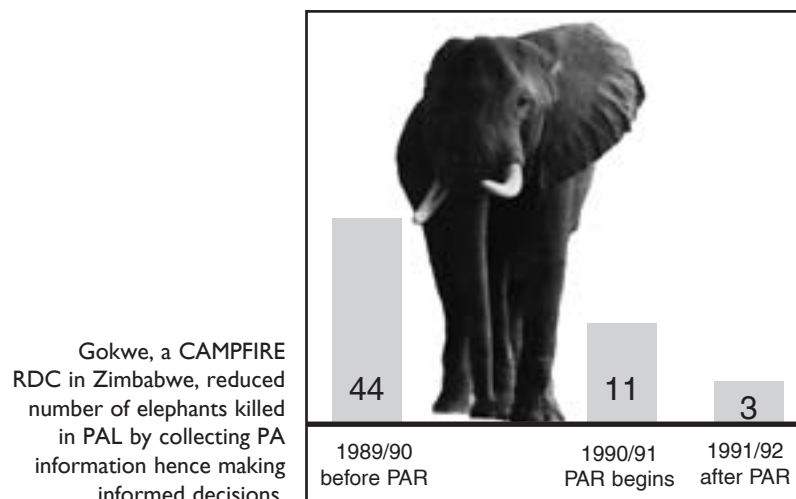 Gokwe, a CAMPFIRE
RDC in Zimbabwe, reduced
number of elephants killed
in PAL by collecting PA
information hence making
informed decisions.
44
11
3
1989/90
before PAR
1990/91
PAR begins
1991/92
after PAR